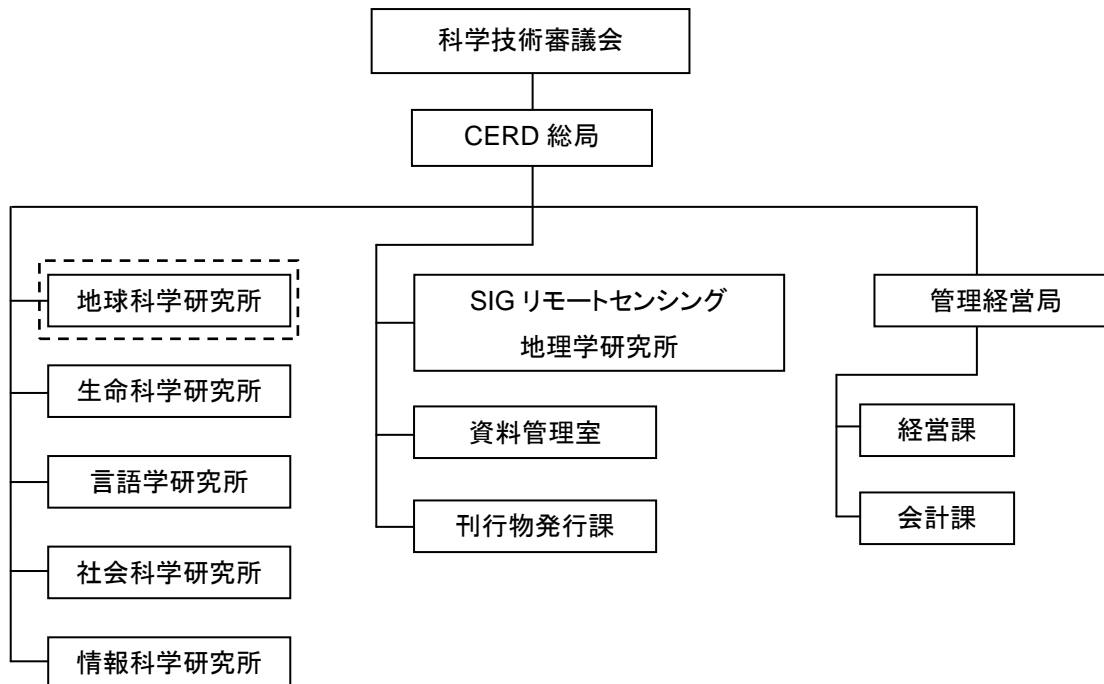 科学技術審議会
CERD 総局
地球科学研究所
生命科学研究所
言語学研究所
社会科学研究所
情報科学研究所
SIG リモートセンシング
地理学研究所
資料管理室
刊行物発行課
管理経営局
経営課
会計課